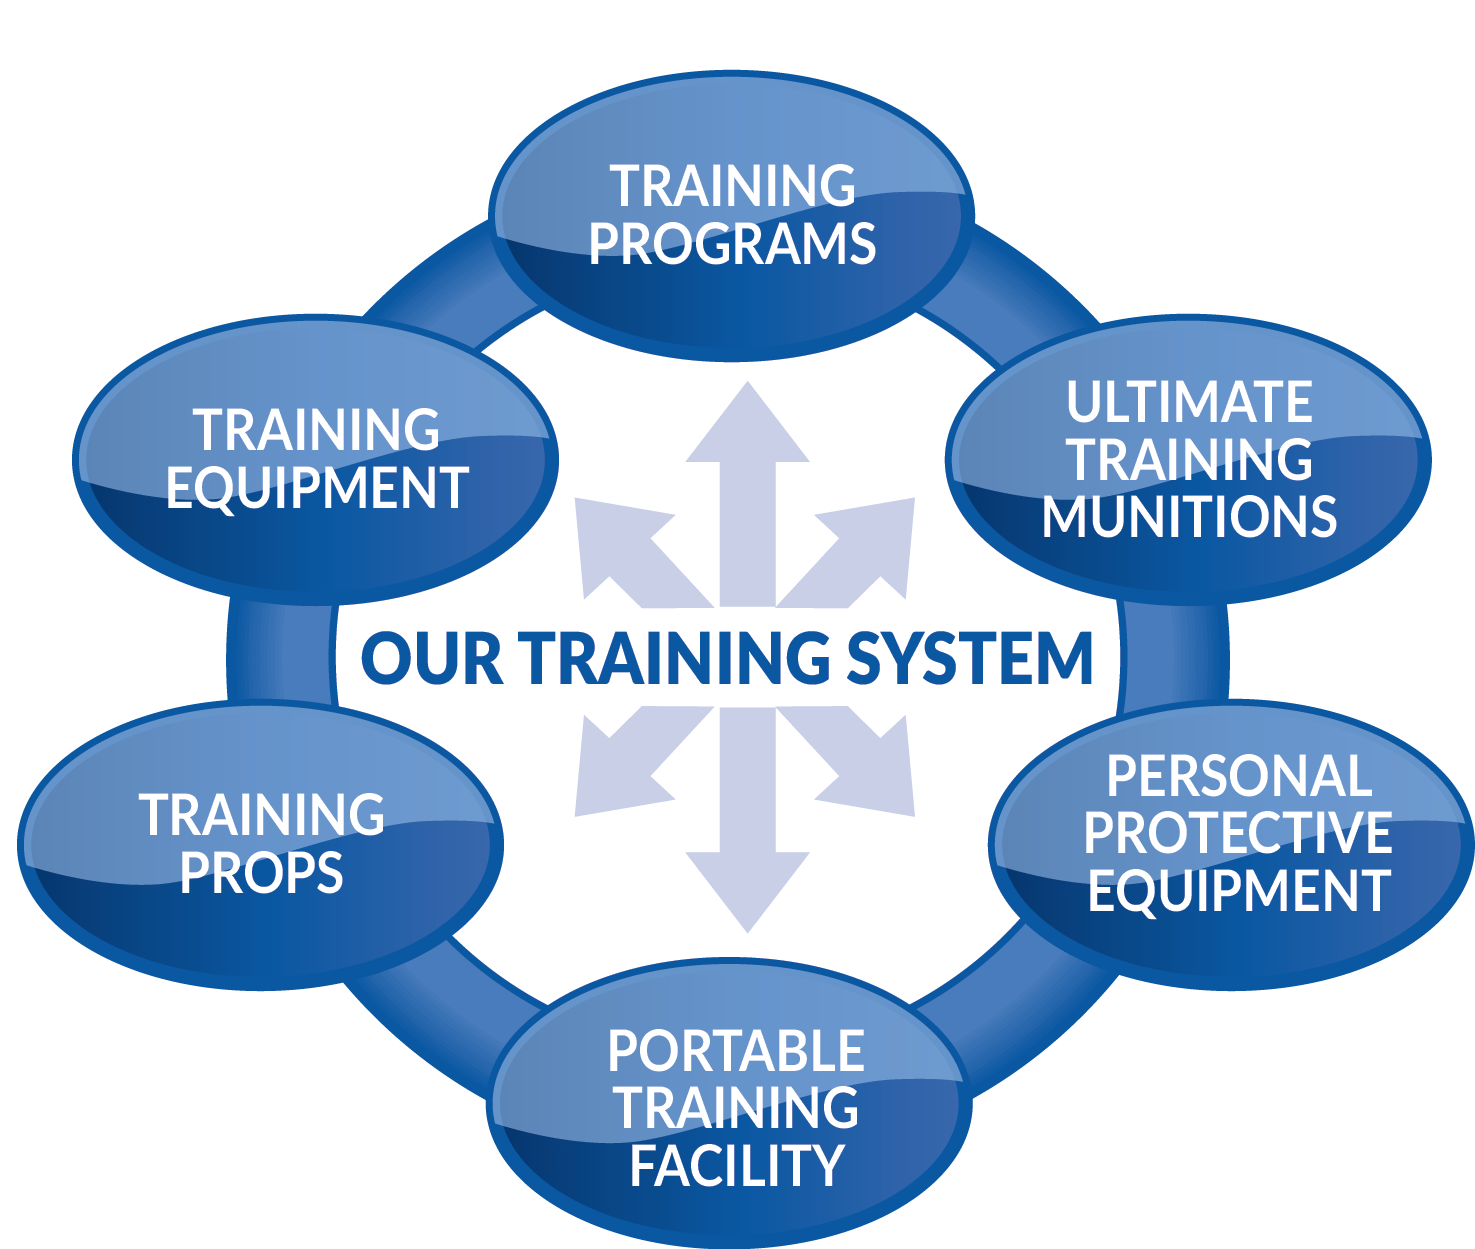 TRAINING
PROGRAMS
TRAINING
EQUIPMENT
ULTIMATE
TRAINING
MUNITIONS
OUR TRAINING SYSTEM
TRAINING
PROPS
PERSONAL
PROTECTIVE
EQUIPMENT
PORTABLE
TRAINING
FACILITY